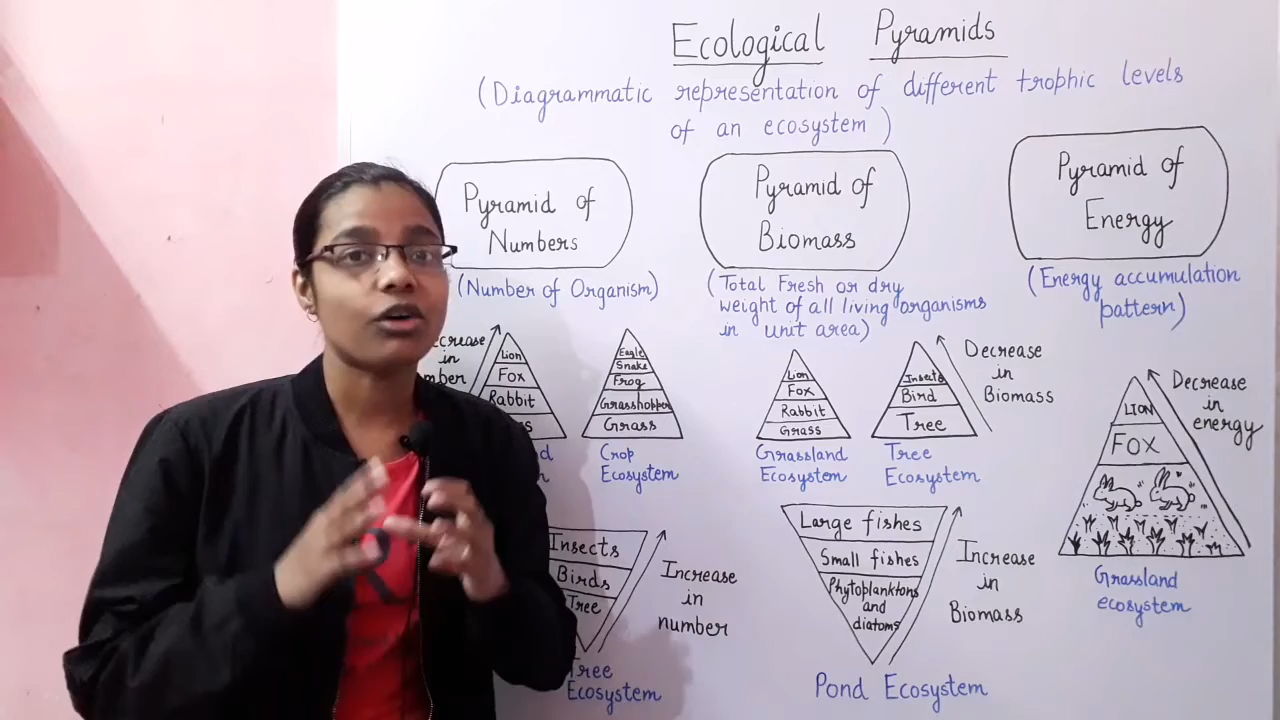 Ecological Pyramids
(Diagrammatic representation of different trophic levels
of an ecosystem)
Pyramid of
Numbers
(Number of Organism)
in
Lion
Fox
Rabbit
Eagle
Snake
Frog
Grasshopper
Grass
Crop
Ecosystem
Insects
Birds
Tree
Increase
in
number
Tree
Ecosystem
Pyramid of
Biomass
(Total Fresh or dry
weight of all living organisms
in unit area)
Lion
Fox
Rabbit
Grass
Grassland
Ecosystem
Insects
Bird
Tree
Tree
Ecosystem
Decrease
in
Biomass
Large fishes
Small fishes
Phytoplanktons
and
diatoms
Increase
in
Biomass
Pond Ecosystem
Pyramid of
Energy
(Energy accumulation
pattern)
LION
FOX
Decrease
in
energy
Grassland
ecosystem
R